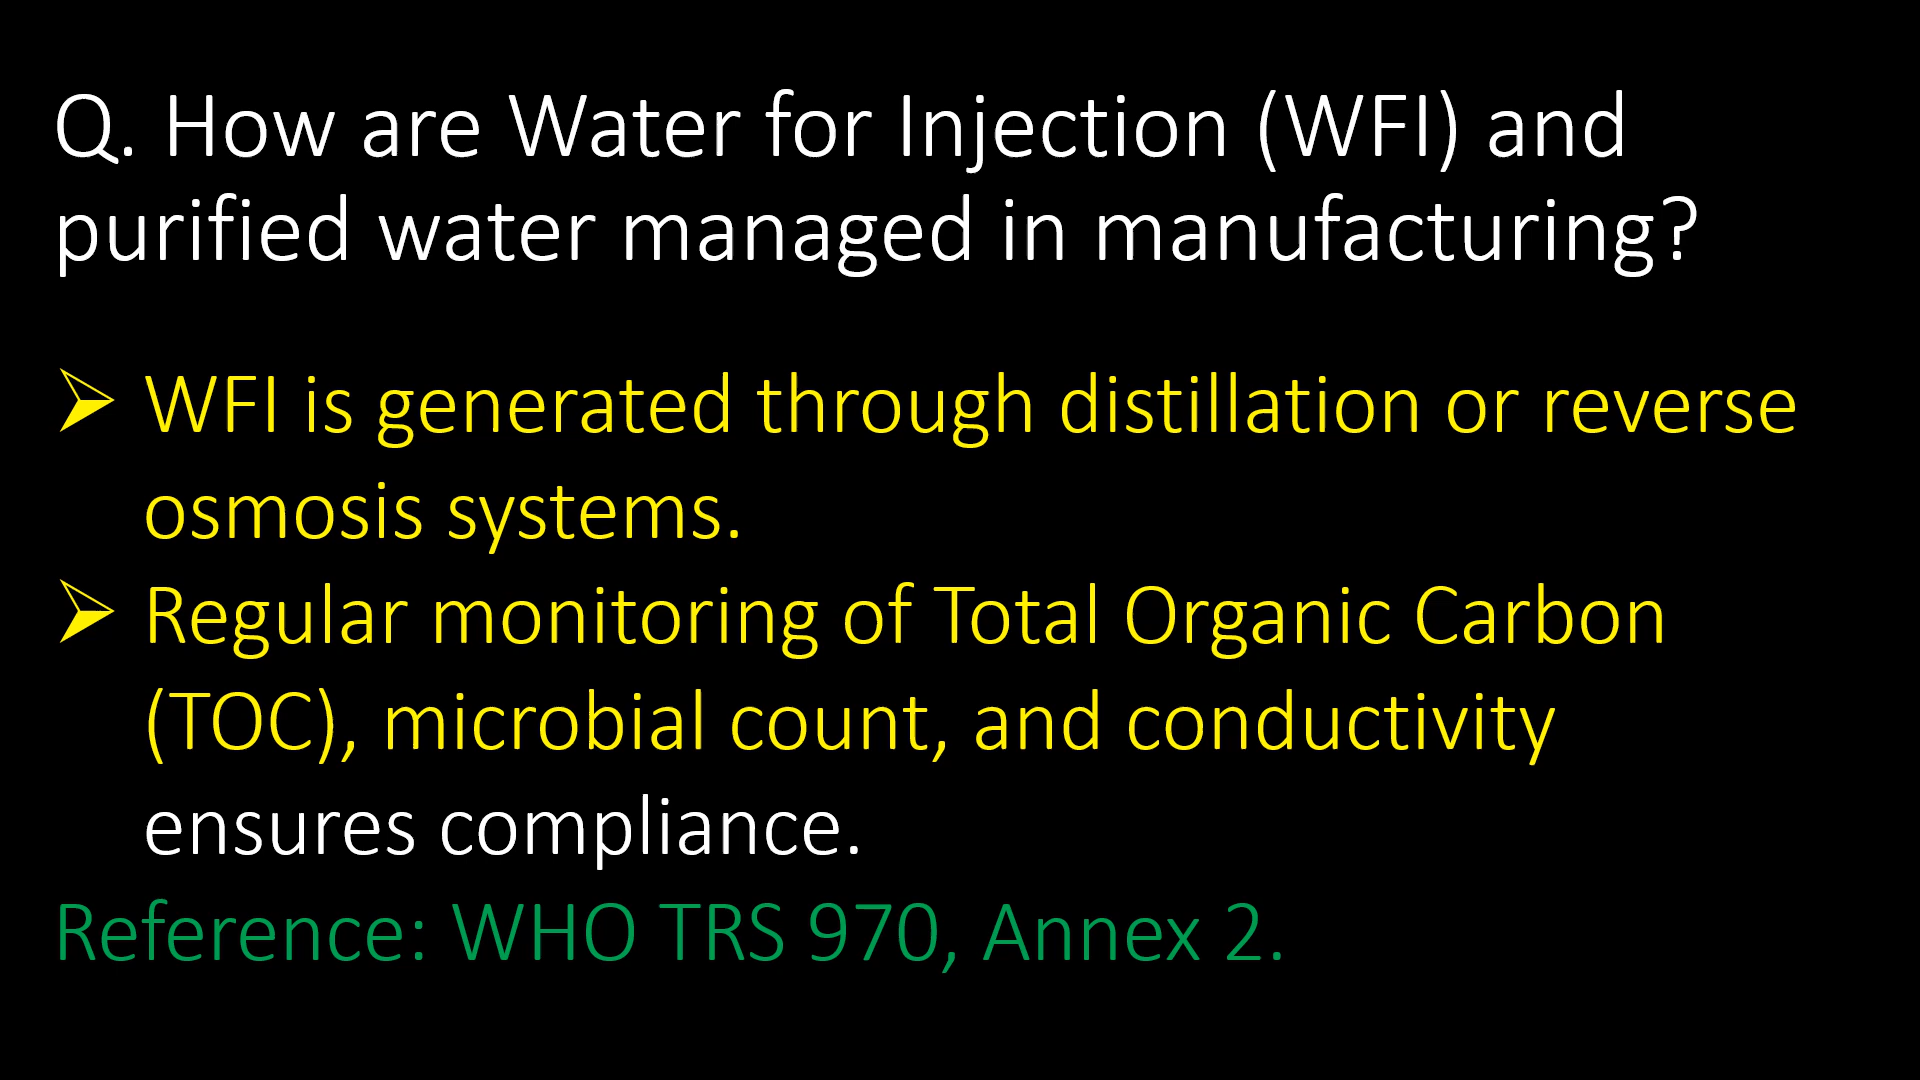 Q. How are Water for Injection (WFI) and
purified water managed in manufacturing?
➢ WFI is generated through distillation or reverse
osmosis systems.
➢ Regular monitoring of Total Organic Carbon
(TOC), microbial count, and conductivity
ensures compliance.
Reference: WHO TRS 970, Annex 2.